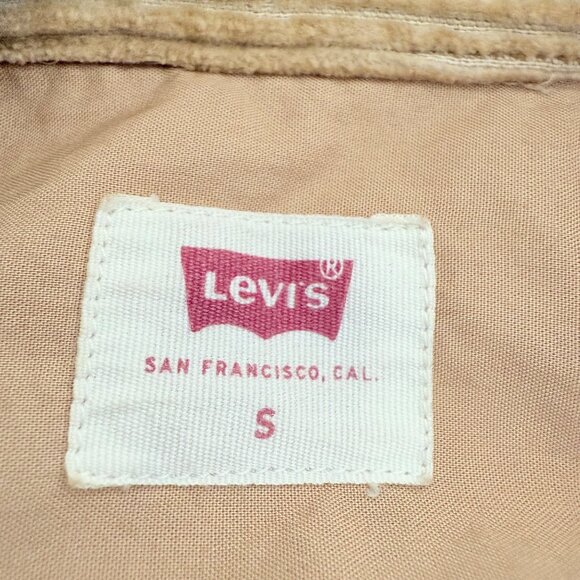 Levi's®
SAN FRANCISCO, CAL.
S